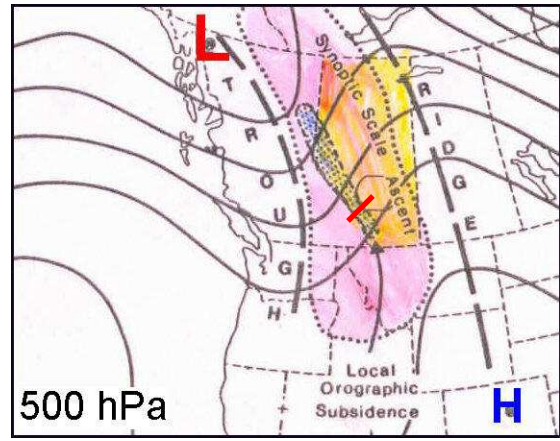 L
TROUGH
Synoptic Scale Ascent
RIDGE
Local
Orographic
Subsidence
500 hPa
H